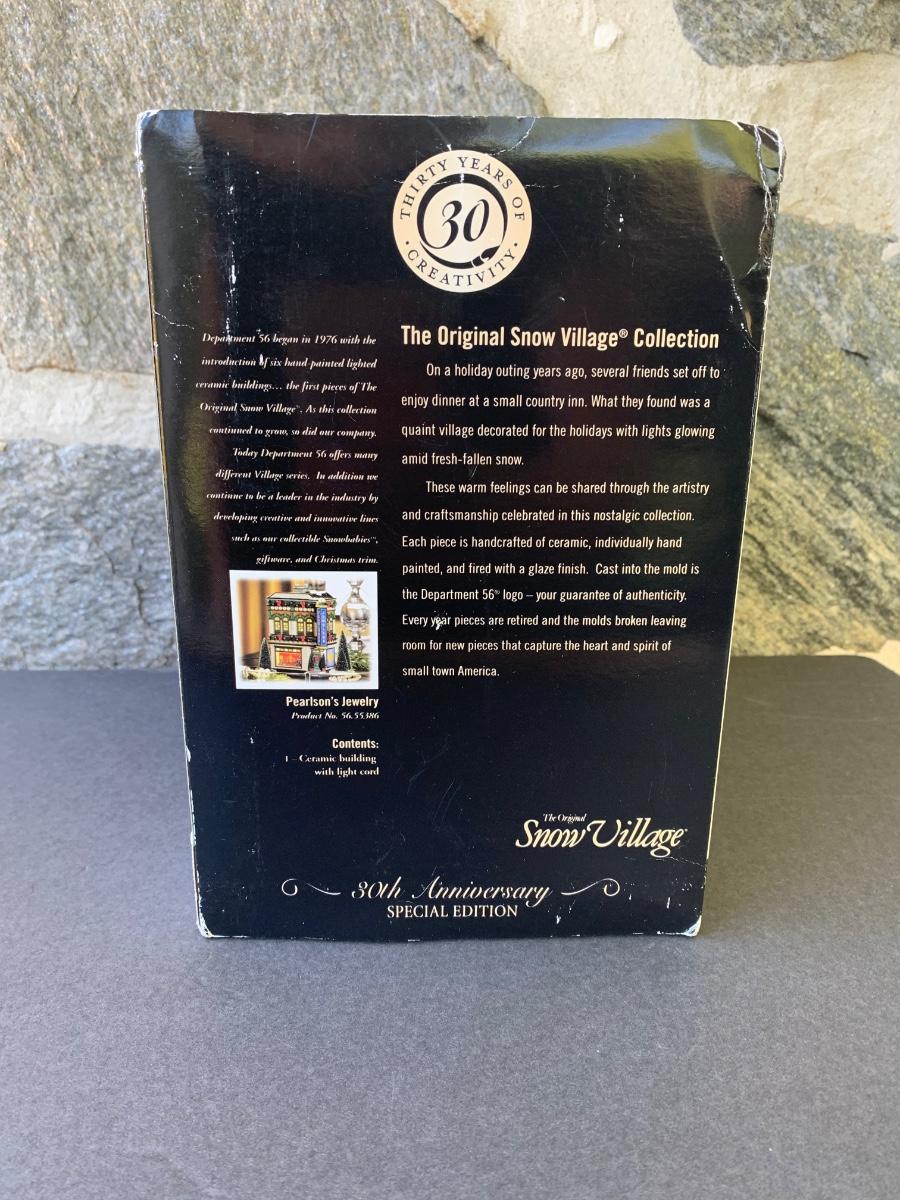 THIRTY YEARS OF
30
· CREATIVITY ·
Department 56 began in 1976 with the
introduction of six hand-painted lighted
ceramic buildings... the first pieces of The
Original Snow Village™. As this collection
continued to grow, so did our company.
Today Department 56 offers many
different Village series. In addition we
continue to be a leader in the industry by
developing creative and innovative lines
such as our collectible Snowbabies™,
giftware, and Christmas trim.
Pearlson's Jewelry
Product No. 56.55386
Contents:
1 – Ceramic building
with light cord
The Original Snow Village® Collection
On a holiday outing years ago, several friends set off to
enjoy dinner at a small country inn. What they found was a
quaint village decorated for the holidays with lights glowing
amid fresh-fallen snow.
These warm feelings can be shared through the artistry
and craftsmanship celebrated in this nostalgic collection.
Each piece is handcrafted of ceramic, individually hand
painted, and fired with a glaze finish. Cast into the mold is
the Department 56® logo – your guarantee of authenticity.
Every year pieces are retired and the molds broken leaving
room for new pieces that capture the heart and spirit of
small town America.
The Original
Snow Village
30th Anniversary
SPECIAL EDITION